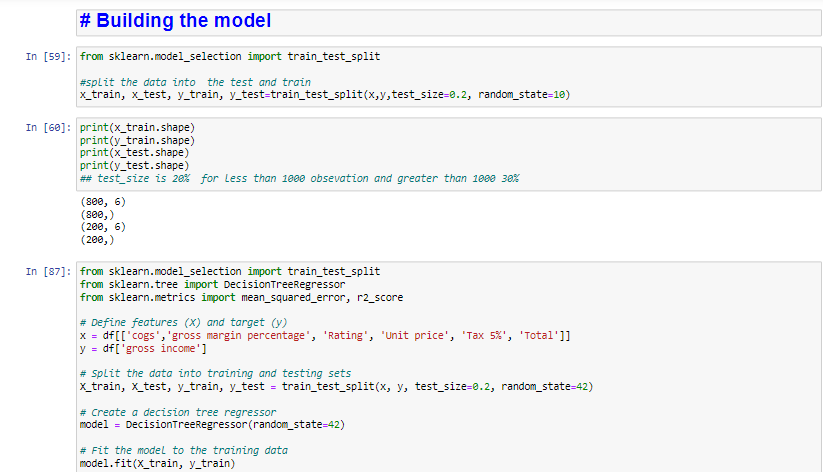 # Building the model
In [59]: from sklearn.model_selection import train_test_split
#split the data into  the test and train
x_train, x_test, y_train, y_test=train_test_split(x,y,test_size=0.2, random_state=10)
In [60]: print(x_train.shape)
print(y_train.shape)
print(x_test.shape)
print(y_test.shape)
## test_size is 20%  for less than 1000 obsevation and greater than 1000 30%
(800, 6)
(800,)
(200, 6)
(200,)
In [87]: from sklearn.model_selection import train_test_split
from sklearn.tree import DecisionTreeRegressor
from sklearn.metrics import mean_squared_error, r2_score
# Define features (X) and target (y)
x = df[['cogs','gross margin percentage', 'Rating', 'Unit price', 'Tax 5%', 'Total']]
y = df['gross income']
# Split the data into training and testing sets
X_train, X_test, y_train, y_test = train_test_split(x, y, test_size=0.2, random_state=42)
# Create a decision tree regressor
model = DecisionTreeRegressor(random_state=42)
# Fit the model to the training data
model.fit(X_train, y_train)